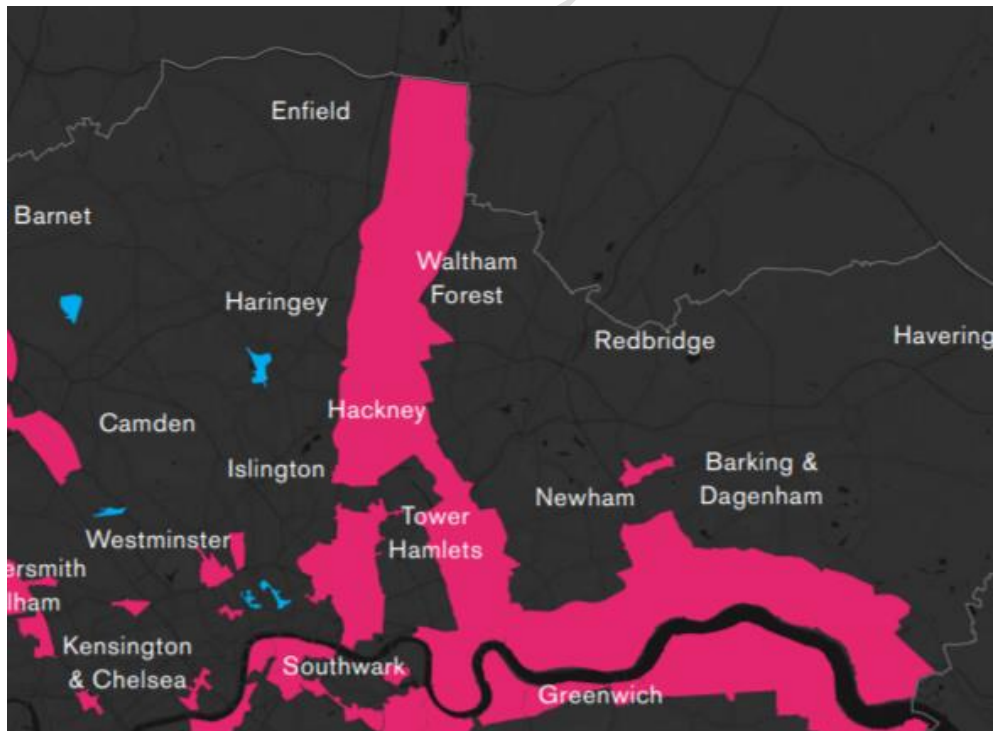 Enfield
Barnet
Waltham
Forest
Haringey
Redbridge
Havering
Hackney
Camden
Islington
Barking &
Dagenham
Newham
Tower
Hamlets
Westminster
ersmith
lham
Kensington
& Chelsea
Southwark
Greenwich